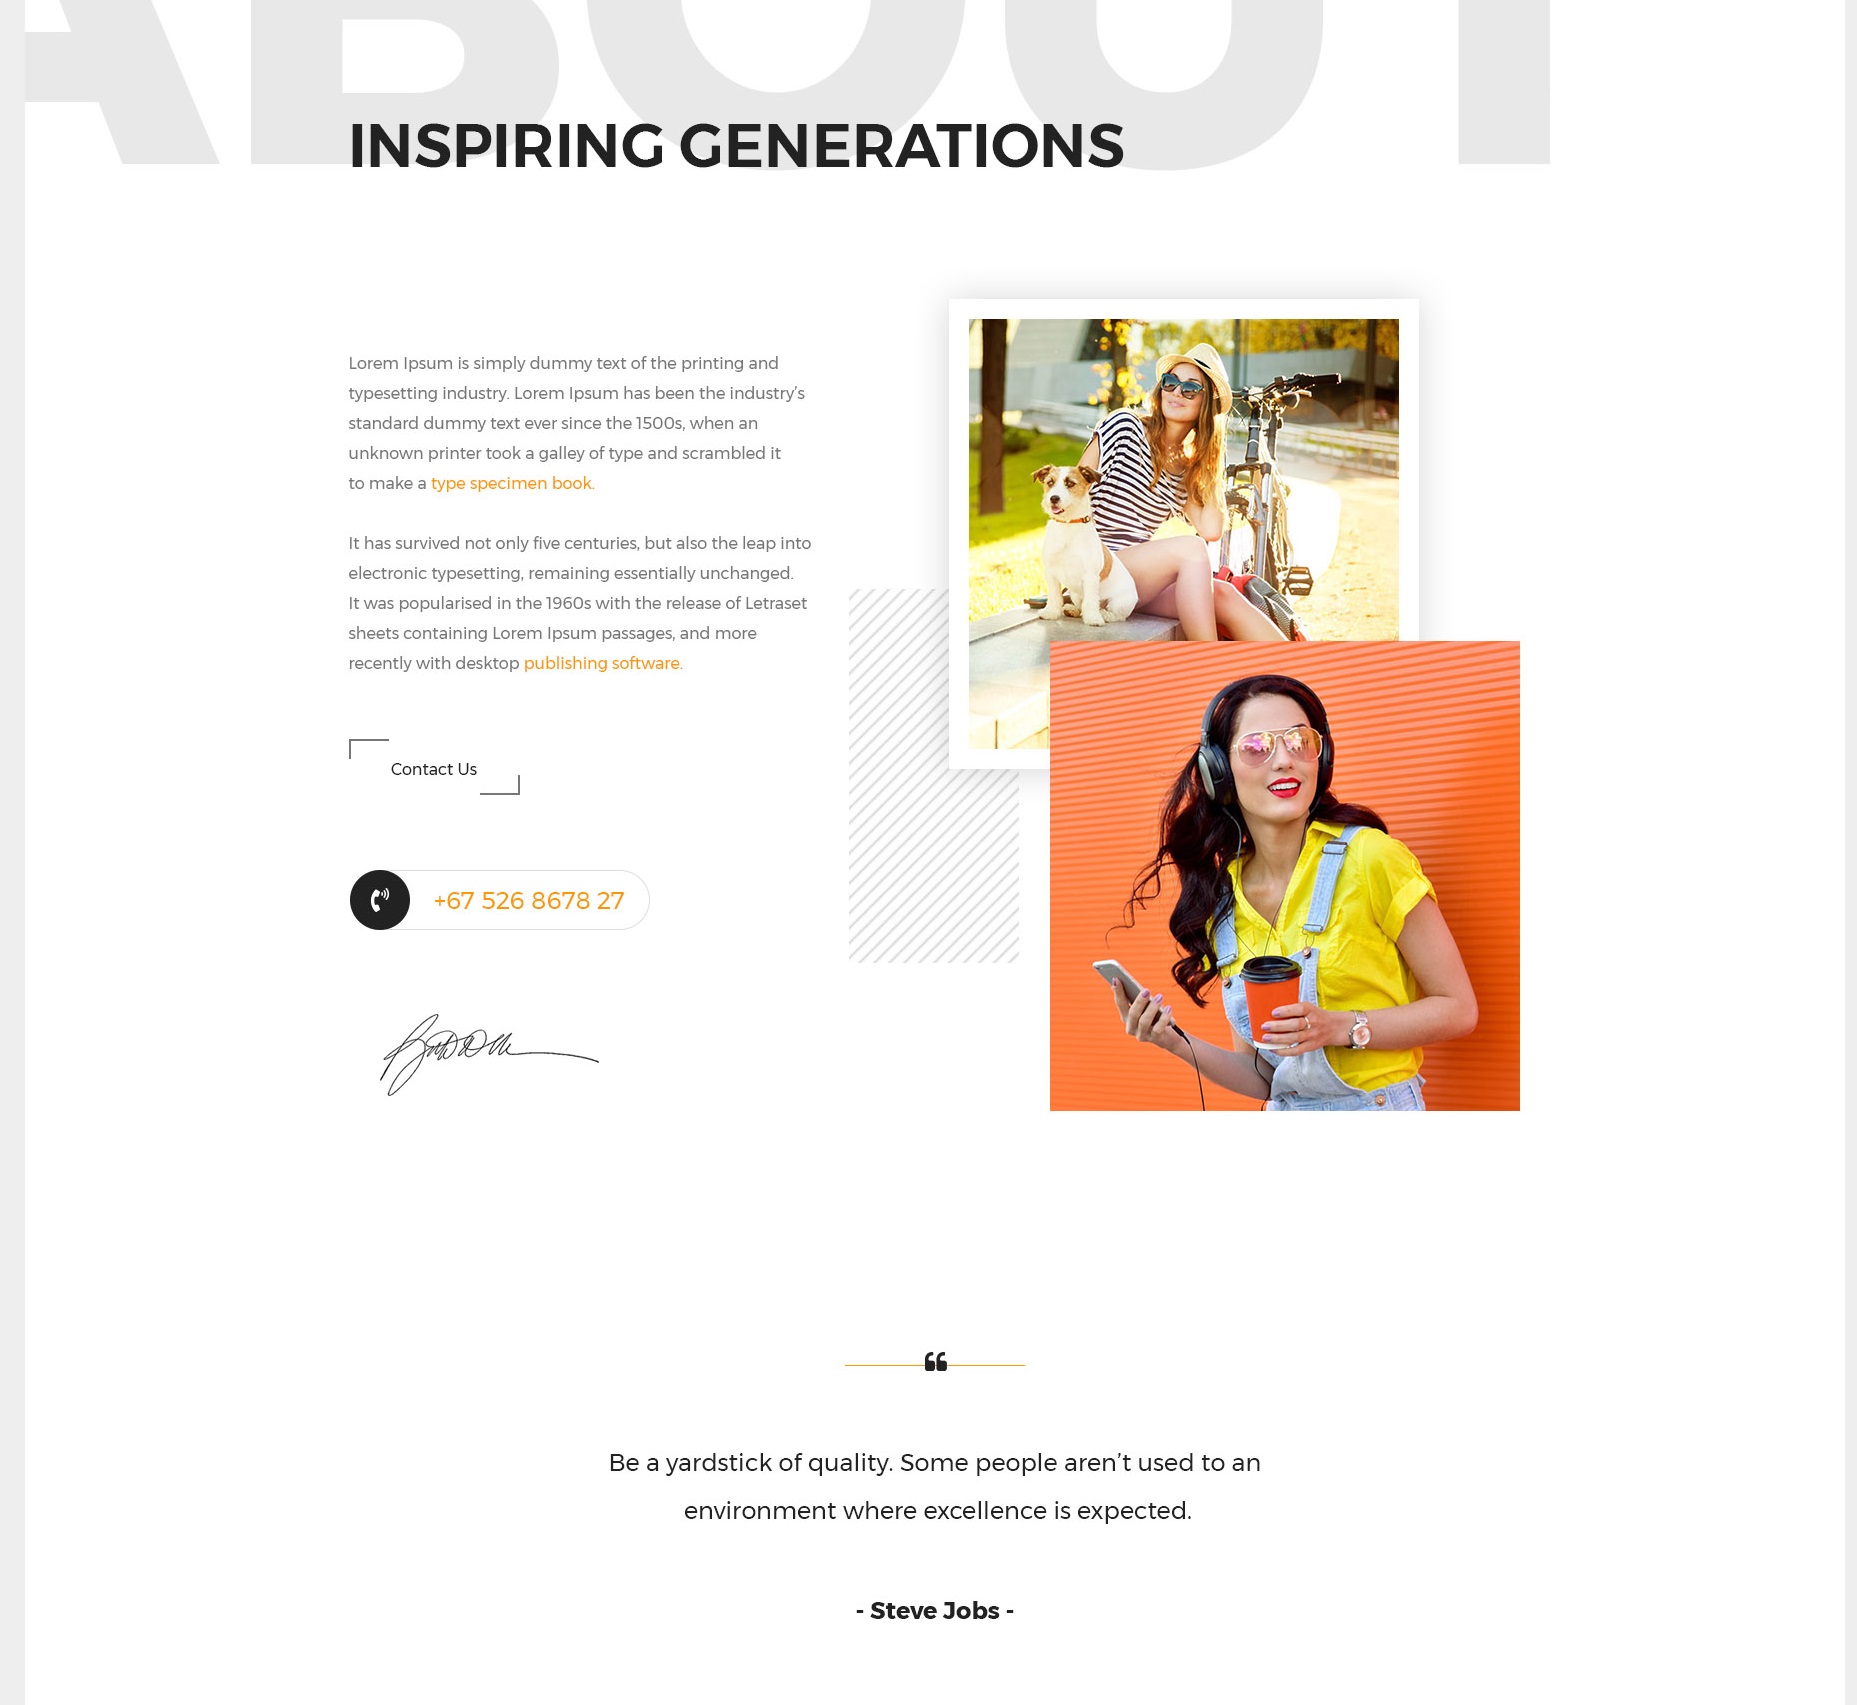 ABOUT
INSPIRING GENERATIONS
Lorem Ipsum is simply dummy text of the printing and
typesetting industry. Lorem Ipsum has been the industry’s
standard dummy text ever since the 1500s, when an
unknown printer took a galley of type and scrambled it
to make a type specimen book.
It has survived not only five centuries, but also the leap into
electronic typesetting, remaining essentially unchanged.
It was popularised in the 1960s with the release of Letraset
sheets containing Lorem Ipsum passages, and more
recently with desktop publishing software.
Contact Us
+67 526 8678 27
❝
Be a yardstick of quality. Some people aren’t used to an
environment where excellence is expected.
- Steve Jobs -